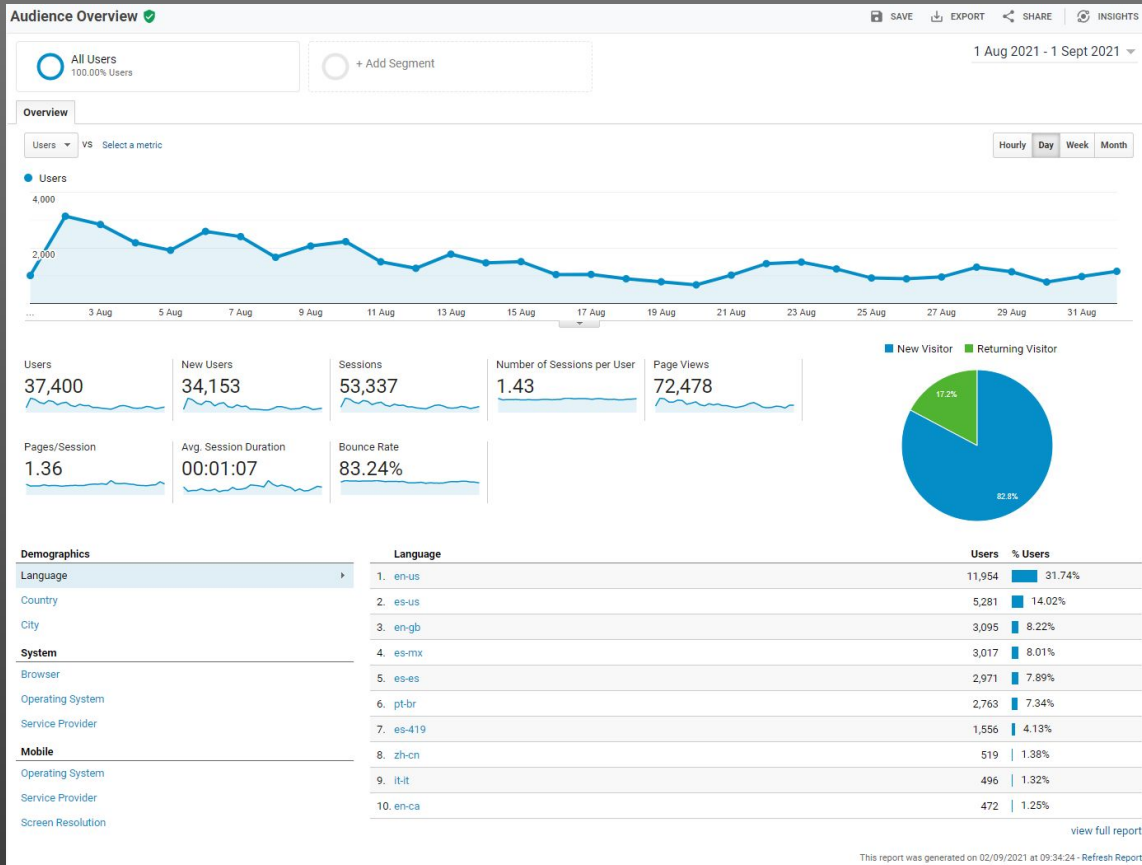 Audience Overview
SAVE EXPORT SHARE INSIGHTS
All Users
100.00% Users
+ Add Segment
1 Aug 2021 - 1 Sept 2021
Overview
Users VS Select a metric
Hourly Day Week Month
Users
4,000
2,000
... 3 Aug 5 Aug 7 Aug 9 Aug 11 Aug 13 Aug 15 Aug 17 Aug 19 Aug 21 Aug 23 Aug 25 Aug 27 Aug 29 Aug 31 Aug
New Visitor Returning Visitor
Users
37,400
New Users
34,153
Sessions
53,337
Number of Sessions per User
1.43
Page Views
72,478
Pages/Session
1.36
Avg. Session Duration
00:01:07
Bounce Rate
83.24%
17.2%
82.8%
Demographics
Language
Country
City
System
Browser
Operating System
Service Provider
Mobile
Operating System
Service Provider
Screen Resolution
Language Users % Users
1. en-us 11,954 31.74%
2. es-us 5,281 14.02%
3. en-gb 3,095 8.22%
4. es-mx 3,017 8.01%
5. es-es 2,971 7.89%
6. pt-br 2,763 7.34%
7. es-419 1,556 4.13%
8. zh-cn 519 1.38%
9. it-it 496 1.32%
10. en-ca 472 1.25%
view full report
This report was generated on 02/09/2021 at 09:34:24 - Refresh Report